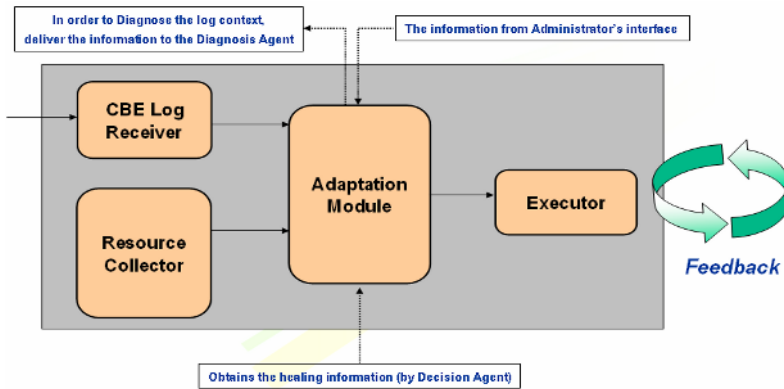 In order to Diagnose the log context,
deliver the information to the Diagnosis Agent
The information from Administrator's interface
CBE Log
Receiver
Adaptation
Module
Executor
Resource
Collector
Feedback
Obtains the healing information (by Decision Agent)